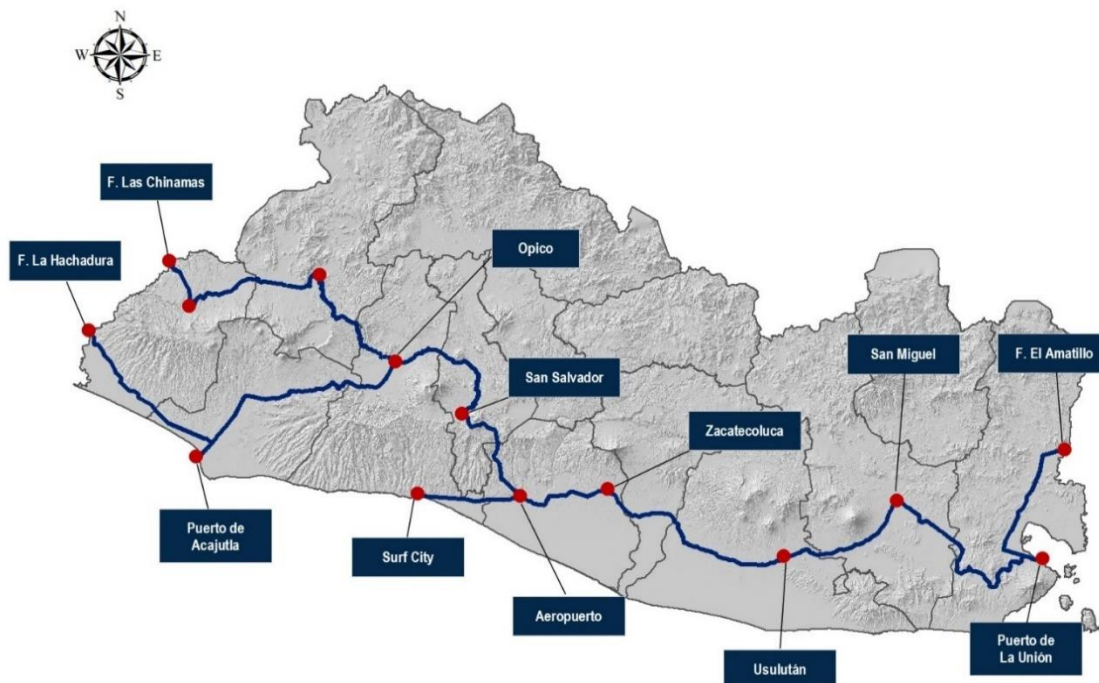 N
W
E
S
F. Las Chinamas
F. La Hachadura
Opico
San Miguel
F. El Amatillo
San Salvador
Zacatecoluca
Puerto de
Acajutla
Surf City
Aeropuerto
Usulután
Puerto de
La Unión